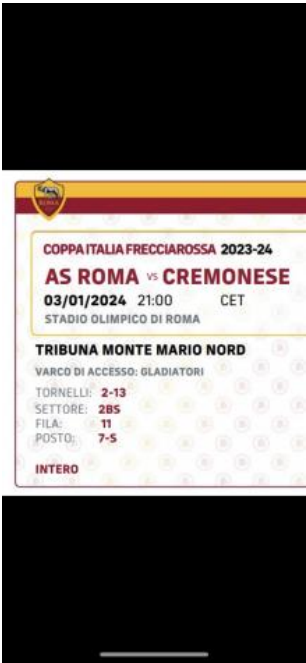 ROMA
COPPA ITALIA FRECCIAROSSA 2023-24
AS ROMA VS CREMONESE
03/01/2024 21:00 CET
STADIO OLIMPICO DI ROMA
TRIBUNA MONTE MARIO NORD
VARCO DI ACCESSO: GLADIATORI
TORNELLI: 2-13
SETTORE: 2BS
FILA: 11
POSTO: 7-S
INTERO